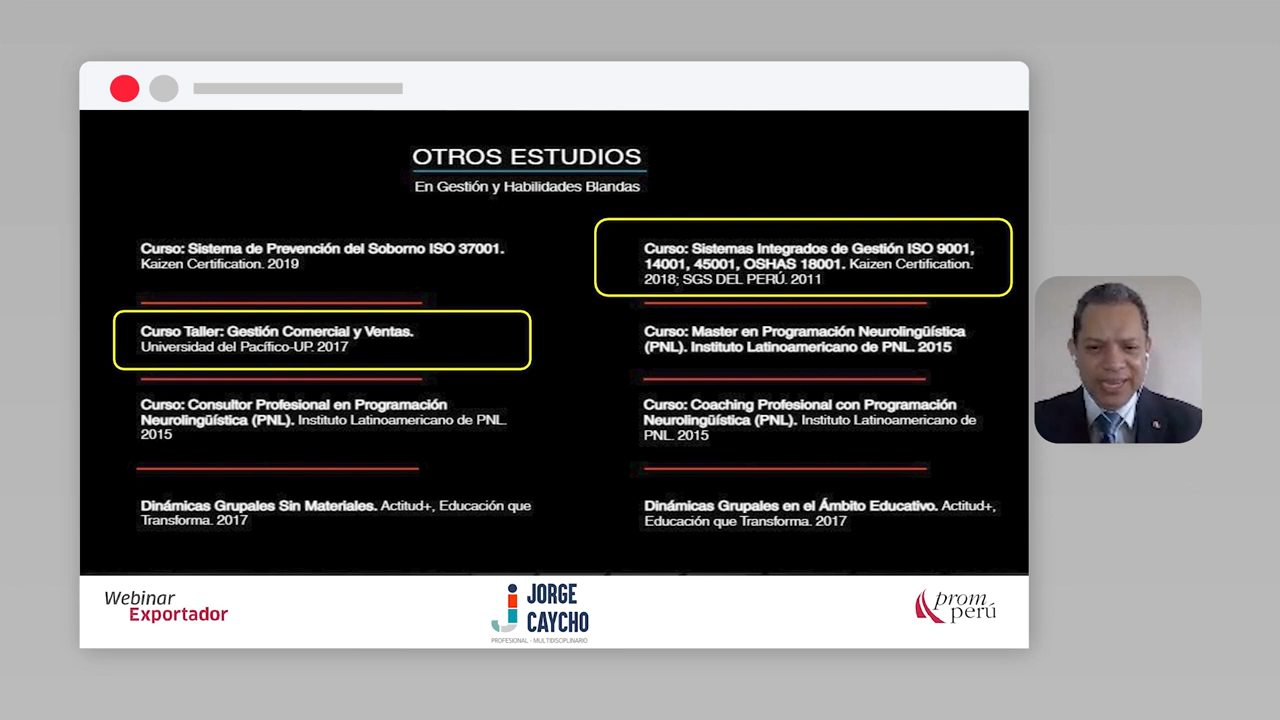 OTROS ESTUDIOS
En Gestión y Habilidades Blandas
Curso: Sistema de Prevención del Soborno ISO 37001.
Kaizen Certification. 2019
Curso Taller: Gestión Comercial y Ventas.
Universidad del Pacífico-UP. 2017
Curso: Consultor Profesional en Programación
Neurolingüística (PNL). Instituto Latinoamericano de PNL.
2015
Dinámicas Grupales Sin Materiales. Actitud+, Educación que
Transforma. 2017
Curso: Sistemas Integrados de Gestión ISO 9001,
14001, 45001, OSHAS 18001. Kaizen Certification.
2018; SGS DEL PERÚ. 2011
Curso: Master en Programación Neurolingüística
(PNL). Instituto Latinoamericano de PNL. 2015
Curso: Coaching Profesional con Programación
Neurolingüística (PNL). Instituto Latinoamericano de
PNL. 2015
Dinámicas Grupales en el Ámbito Educativo. Actitud+,
Educación que Transforma. 2017
Webinar
Exportador
JORGE
CAYCHO
PROFESIONAL - MULTIDISCIPLINARIO
prom
perú